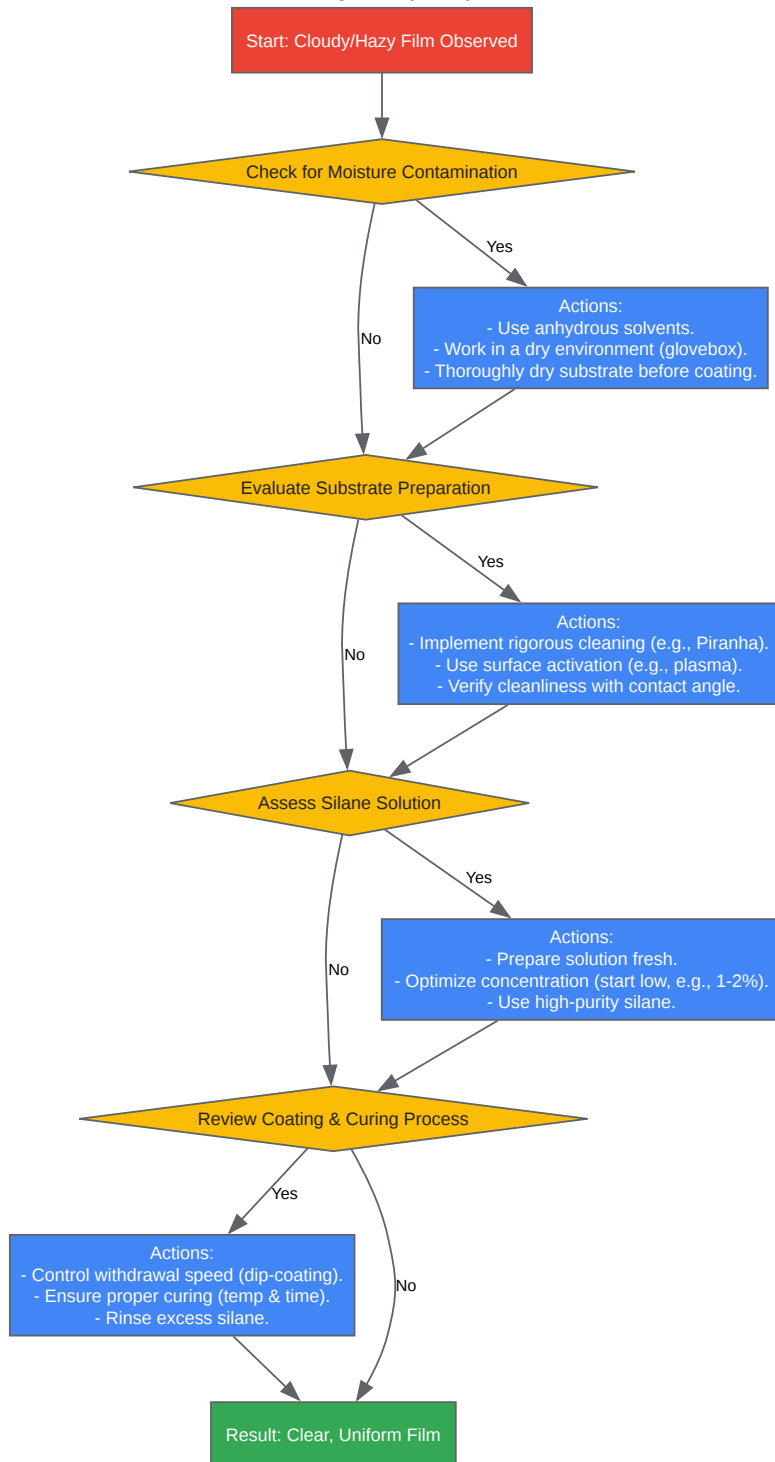 Start: Cloudy/Hazy Film Observed
Check for Moisture Contamination
Yes
No
Actions:
- Use anhydrous solvents.
- Work in a dry environment (glovebox).
- Thoroughly dry substrate before coating.
Evaluate Substrate Preparation
Yes
No
Actions:
- Implement rigorous cleaning (e.g., Piranha).
- Use surface activation (e.g., plasma).
- Verify cleanliness with contact angle.
Assess Silane Solution
Yes
No
Actions:
- Prepare solution fresh.
- Optimize concentration (start low, e.g., 1-2%).
- Use high-purity silane.
Review Coating & Curing Process
Yes
No
Actions:
- Control withdrawal speed (dip-coating).
- Ensure proper curing (temp & time).
- Rinse excess silane.
Result: Clear, Uniform Film